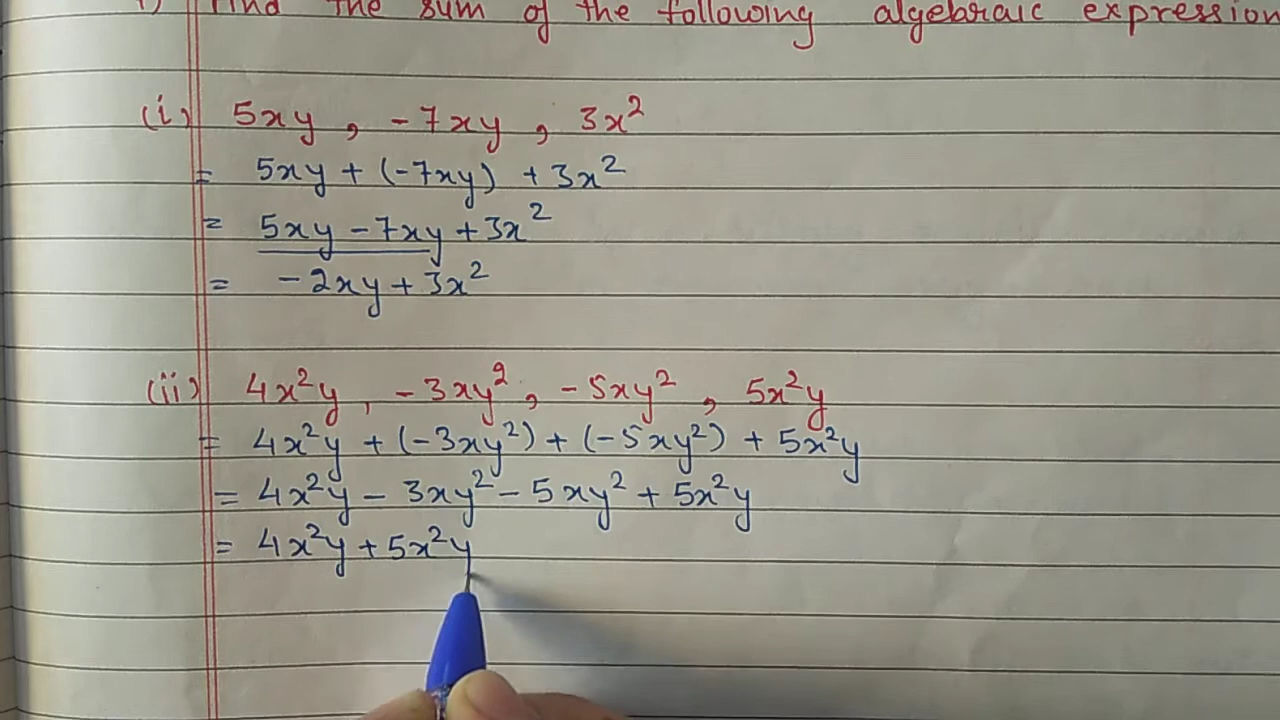 1) Find the sum of the following algebraic expression
(i) 5xy , -7xy , 3x²
= 5xy + (-7xy) + 3x²
= 5xy - 7xy + 3x²
= -2xy + 3x²
(ii) 4x²y , -3xy² , -5xy² , 5x²y
= 4x²y + (-3xy²) + (-5xy²) + 5x²y
= 4x²y - 3xy² - 5xy² + 5x²y
= 4x²y + 5x²y